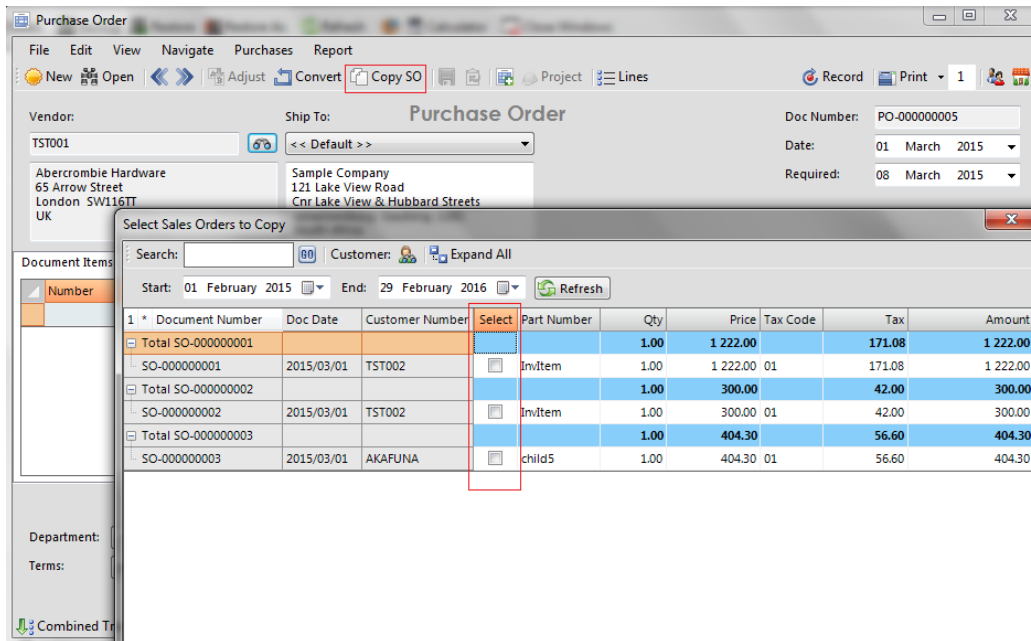 Purchase Order
File Edit View Navigate Purchases Report
New Open Adjust Convert Copy SO Project Lines Record Print 1
Vendor: Ship To: Purchase Order Doc Number: PO-000000005
TST001 << Default >> Date: 01 March 2015
Abercrombie Hardware Sample Company Required: 08 March 2015
65 Arrow Street 121 Lake View Road
London SW116TT Cnr Lake View & Hubbard Streets
UK
Select Sales Orders to Copy
Document Items Search: GO Customer: Expand All
Number Start: 01 February 2015 End: 29 February 2016 Refresh
1 * Document Number Doc Date Customer Number Select Part Number Qty Price Tax Code Tax Amount
Total SO-000000001 1.00 1 222.00 171.08 1 222.00
SO-000000001 2015/03/01 TST002 InvItem 1.00 1 222.00 01 171.08 1 222.00
Total SO-000000002 1.00 300.00 42.00 300.00
SO-000000002 2015/03/01 TST002 InvItem 1.00 300.00 01 42.00 300.00
Total SO-000000003 1.00 404.30 56.60 404.30
SO-000000003 2015/03/01 AKAFUNA child5 1.00 404.30 01 56.60 404.30
Department:
Terms:
Combined Tr